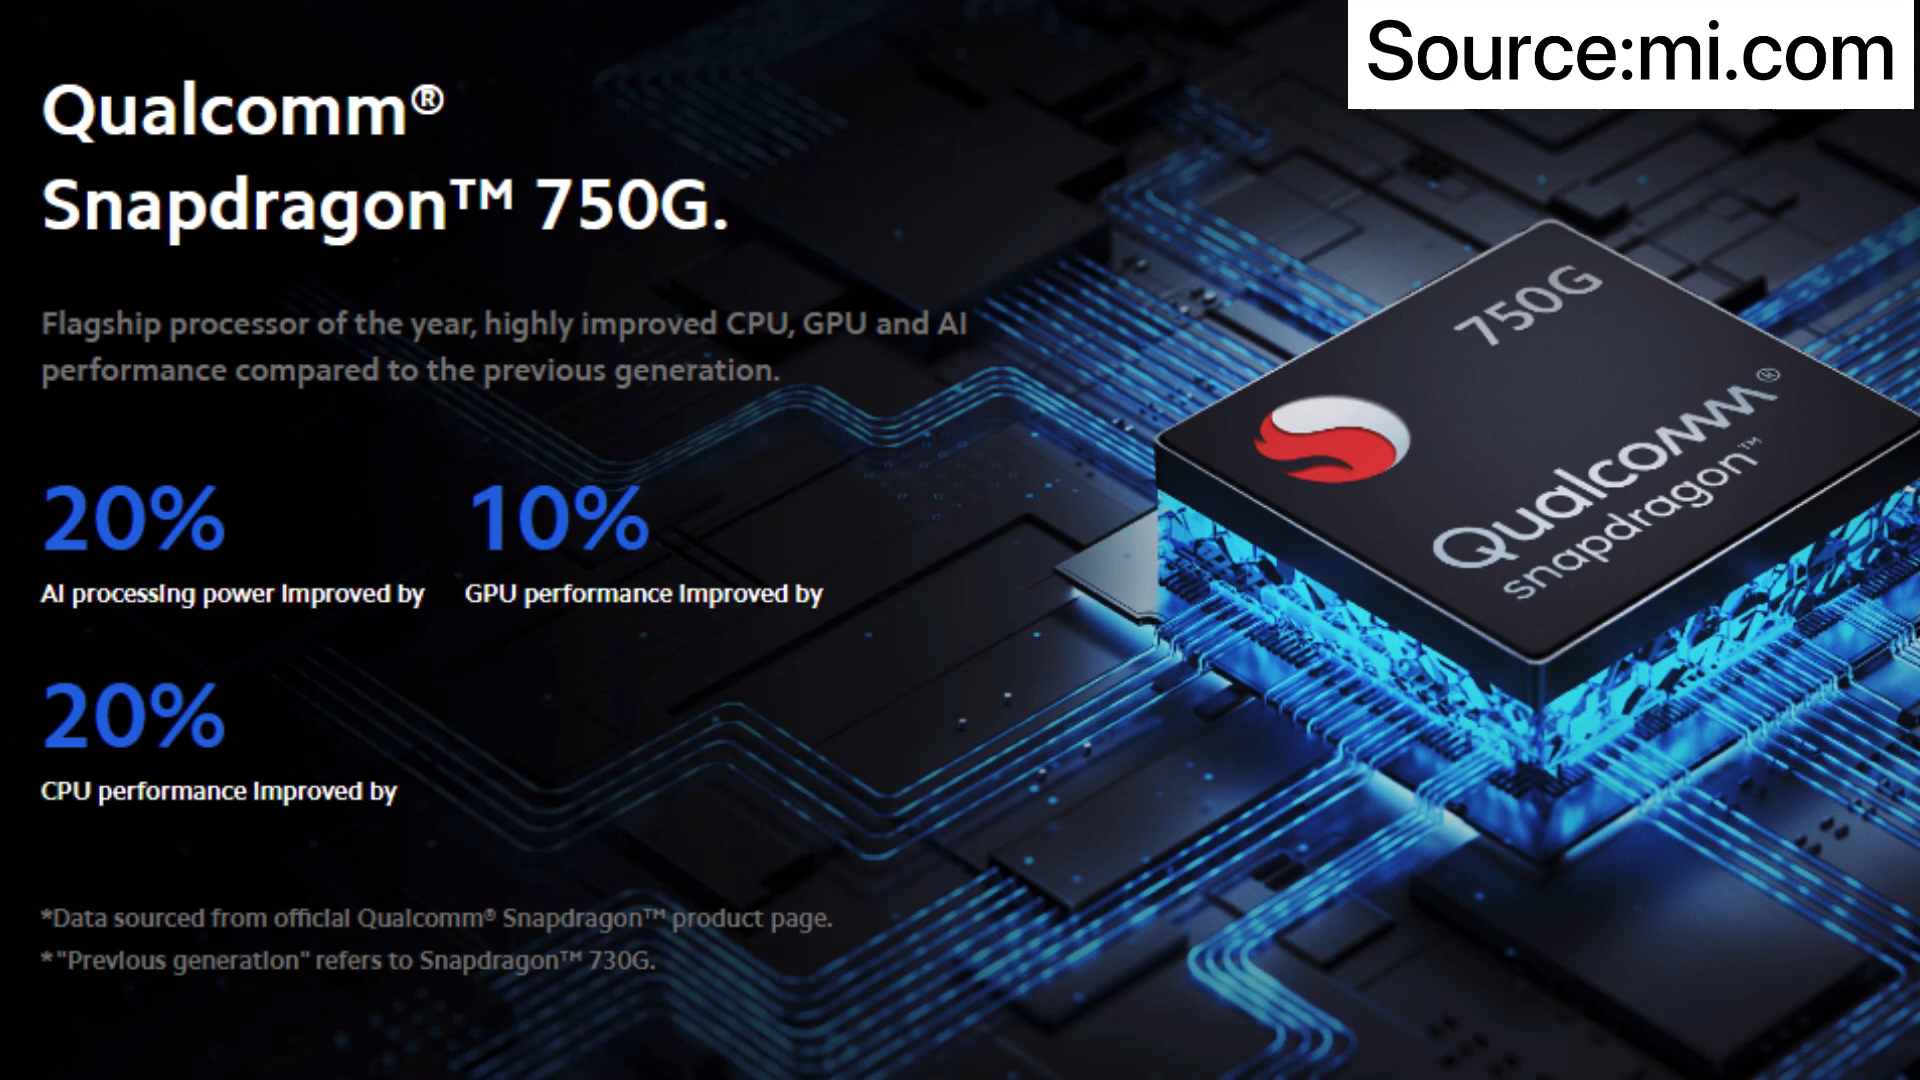 Source:mi.com
Qualcomm®
Snapdragon™ 750G.
Flagship processor of the year, highly improved CPU, GPU and AI
performance compared to the previous generation.
20%
AI processing power Improved by
10%
GPU performance Improved by
20%
CPU performance Improved by
*Data sourced from official Qualcomm® Snapdragon™ product page.
*"Previous generation" refers to Snapdragon™ 730G.
750G
Qualcomm®
snapdragon™